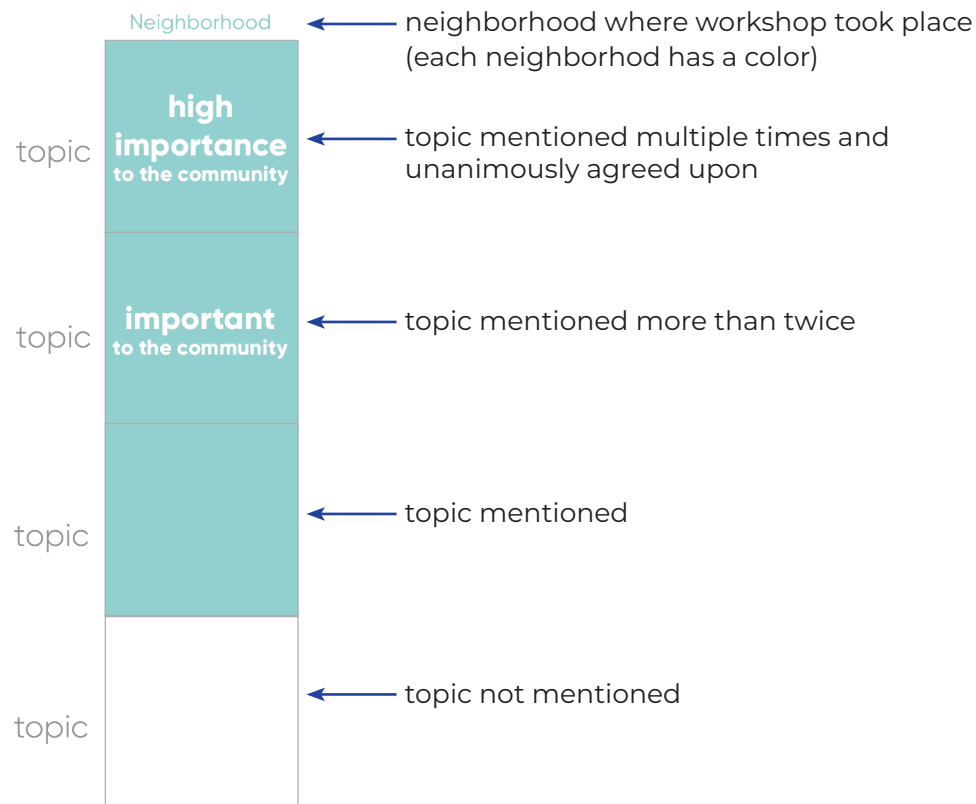 Neighborhood
neighborhood where workshop took place
(each neighborhod has a color)
topic
high
importance
to the community
topic mentioned multiple times and
unanimously agreed upon
topic
important
to the community
topic mentioned more than twice
topic
topic mentioned
topic
topic not mentioned